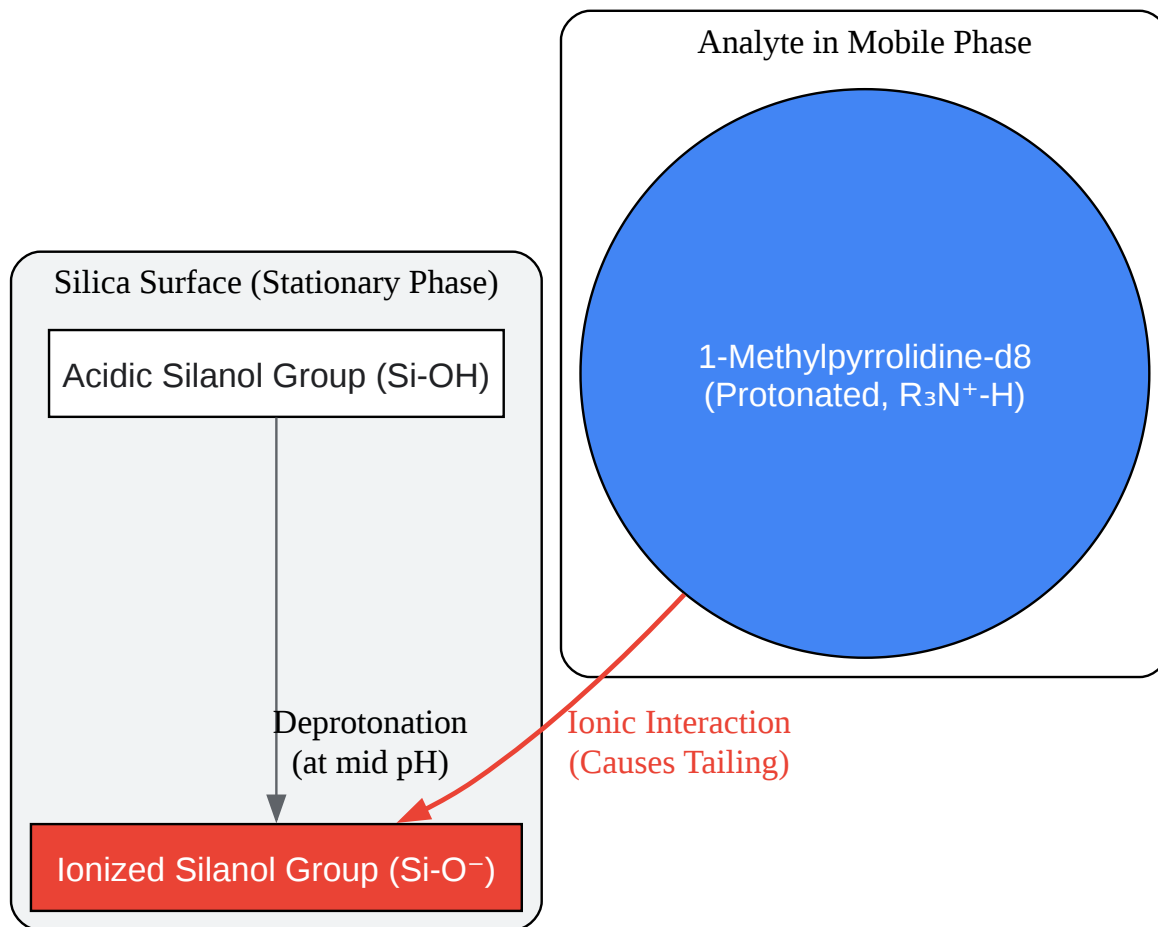 Analyte in Mobile Phase
1-Methylpyrrolidine-d8
(Protonated, R₃N⁺-H)
Silica Surface (Stationary Phase)
Acidic Silanol Group (Si-OH)
Deprotonation
(at mid pH)
Ionic Interaction
(Causes Tailing)
Ionized Silanol Group (Si-O⁻)